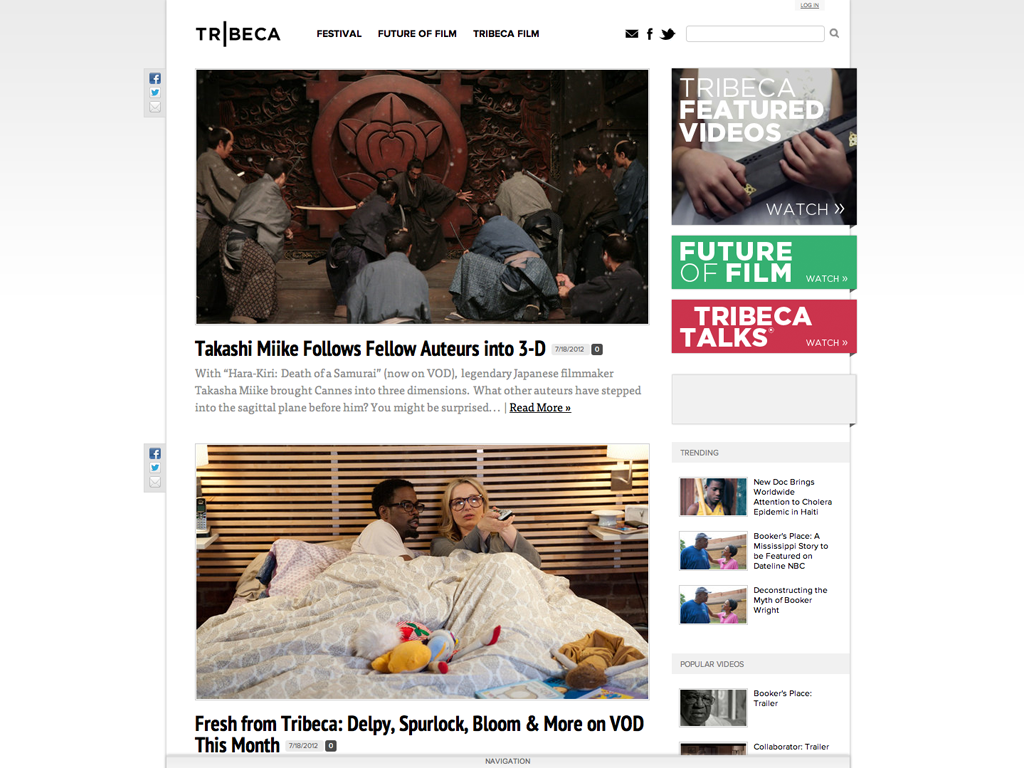 LOG IN
TRIBECA
FESTIVAL FUTURE OF FILM TRIBECA FILM
TRIBECA
FEATURED
VIDEOS
WATCH »
FUTURE
OF FILM
WATCH »
TRIBECA
TALKS®
WATCH »
Takashi Miike Follows Fellow Auteurs into 3-D 7/18/2012 0
With “Hara-Kiri: Death of a Samurai” (now on VOD), legendary Japanese filmmaker
Takasha Miike brought Cannes into three dimensions. What other auteurs have stepped
into the sagittal plane before him? You might be surprised… | Read More »
TRENDING
New Doc Brings
Worldwide
Attention to Cholera
Epidemic in Haiti
Booker's Place: A
Mississippi Story to
be Featured on
Dateline NBC
Deconstructing the
Myth of Booker
Wright
POPULAR VIDEOS
Booker's Place:
Trailer
Collaborator: Trailer
Fresh from Tribeca: Delpy, Spurlock, Bloom & More on VOD
This Month 7/18/2012 0
NAVIGATION